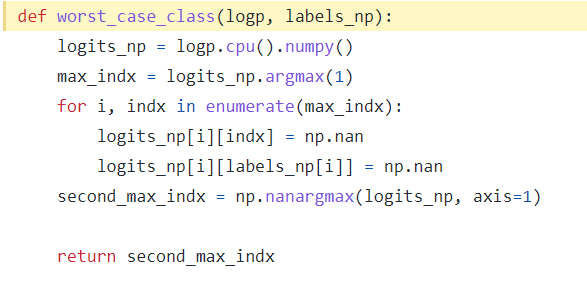 def worst_case_class(logp, labels_np):
    logits_np = logp.cpu().numpy()
    max_indx = logits_np.argmax(1)
    for i, indx in enumerate(max_indx):
        logits_np[i][indx] = np.nan
        logits_np[i][labels_np[i]] = np.nan
    second_max_indx = np.nanargmax(logits_np, axis=1)

    return second_max_indx